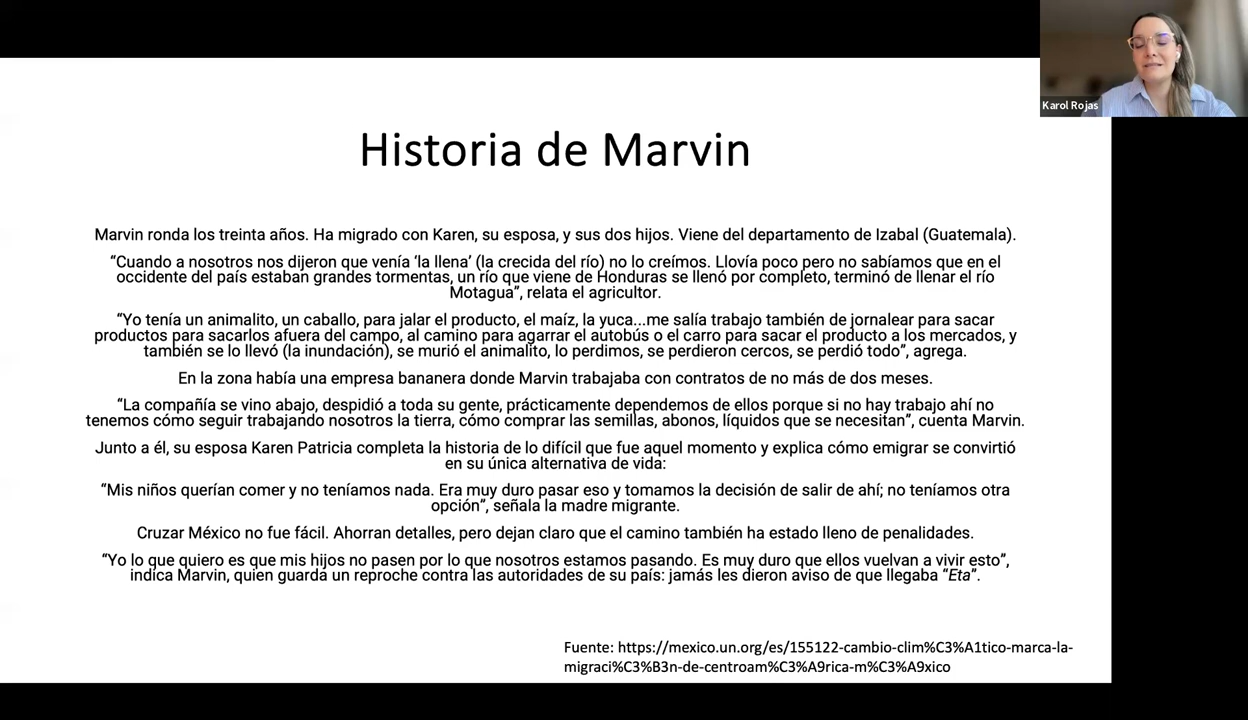 Karol Rojas
Historia de Marvin
Marvin ronda los treinta años. Ha migrado con Karen, su esposa, y sus dos hijos. Viene del departamento de Izabal (Guatemala).
“Cuando a nosotros nos dijeron que venía ‘la llena’ (la crecida del río) no lo creímos. Llovía poco pero no sabíamos que en el
occidente del país estaban grandes tormentas, un río que viene de Honduras se llenó por completo, terminó de llenar el río
Motagua”, relata el agricultor.
“Yo tenía un animalito, un caballo, para jalar el producto, el maíz, la yuca...me salía trabajo también de jornalear para sacar
productos para sacarlos afuera del campo, al camino para agarrar el autobús o el carro para sacar el producto a los mercados, y
también se lo llevó (la inundación), se murió el animalito, lo perdimos, se perdieron cercos, se perdió todo”, agrega.
En la zona había una empresa bananera donde Marvin trabajaba con contratos de no más de dos meses.
“La compañía se vino abajo, despidió a toda su gente, prácticamente dependemos de ellos porque si no hay trabajo ahí no
tenemos cómo seguir trabajando nosotros la tierra, cómo comprar las semillas, abonos, líquidos que se necesitan”, cuenta Marvin.
Junto a él, su esposa Karen Patricia completa la historia de lo difícil que fue aquel momento y explica cómo emigrar se convirtió
en su única alternativa de vida:
“Mis niños querían comer y no teníamos nada. Era muy duro pasar eso y tomamos la decisión de salir de ahí; no teníamos otra
opción”, señala la madre migrante.
Cruzar México no fue fácil. Ahorran detalles, pero dejan claro que el camino también ha estado lleno de penalidades.
“Yo lo que quiero es que mis hijos no pasen por lo que nosotros estamos pasando. Es muy duro que ellos vuelvan a vivir esto”,
indica Marvin, quien guarda un reproche contra las autoridades de su país: jamás les dieron aviso de que llegaba “Eta”.
Fuente: https://mexico.un.org/es/155122-cambio-clim%C3%A1tico-marca-la-
migraci%C3%B3n-de-centroam%C3%A9rica-m%C3%A9xico